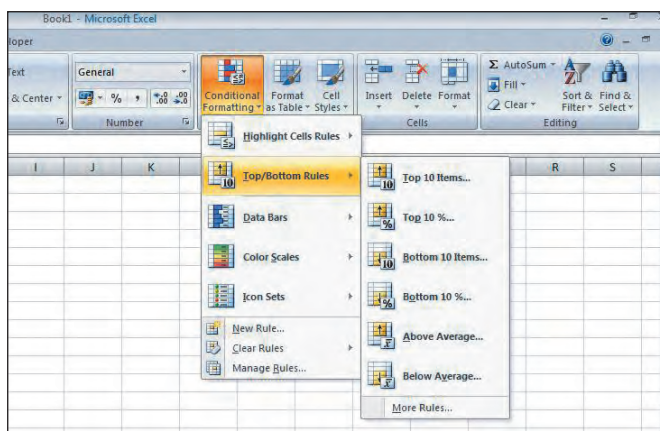 Book1 - Microsoft Excel
loper
Text
General
& Center
% , .00 .00
Number
Conditional Formatting
Format as Table
Cell Styles
Insert Delete Format
Cells
Σ AutoSum
Fill
Clear
Sort & Filter
Find & Select
Editing
I J K R S
Highlight Cells Rules
Top/Bottom Rules
Data Bars
Color Scales
Icon Sets
New Rule...
Clear Rules
Manage Rules...
Top 10 Items...
Top 10 %...
Bottom 10 Items...
Bottom 10 %...
Above Average...
Below Average...
More Rules...